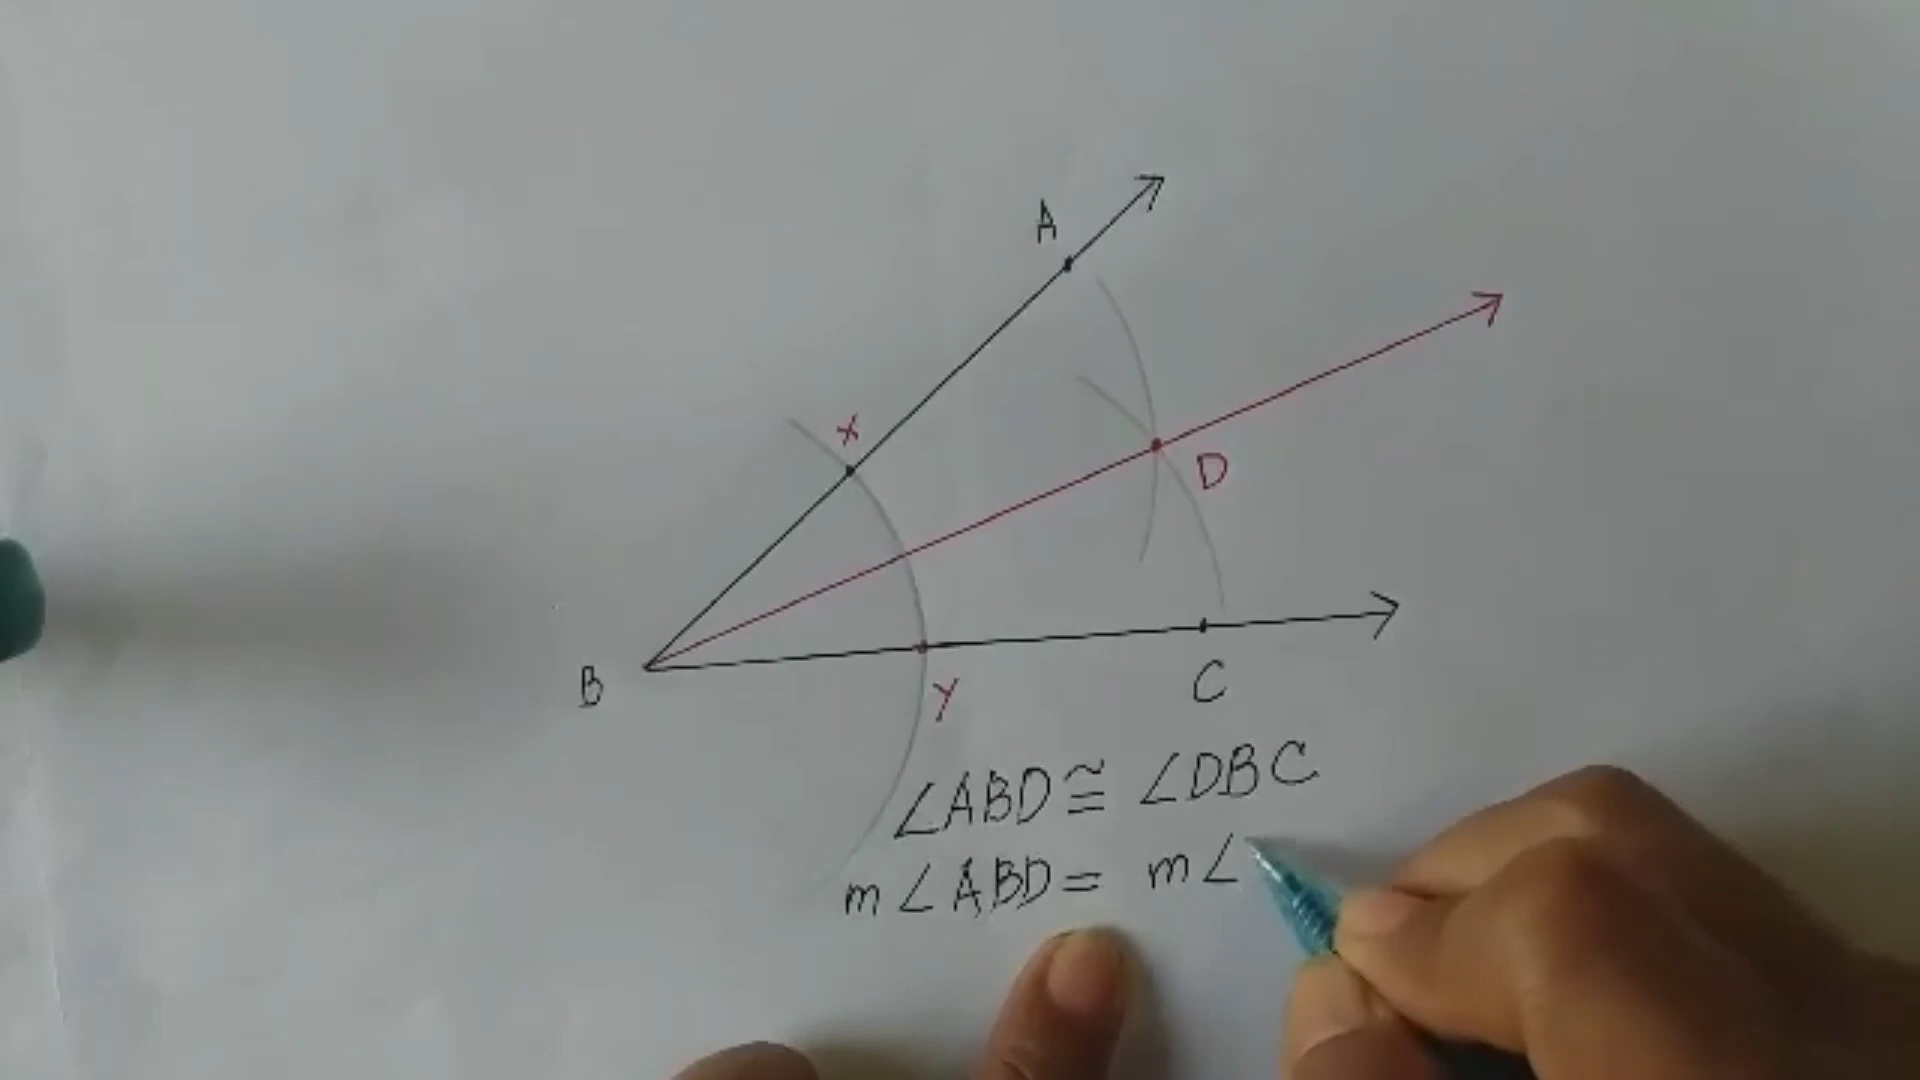 A
X
D
B
Y
C
∠ABD ≅ ∠DBC
m∠ABD = m∠